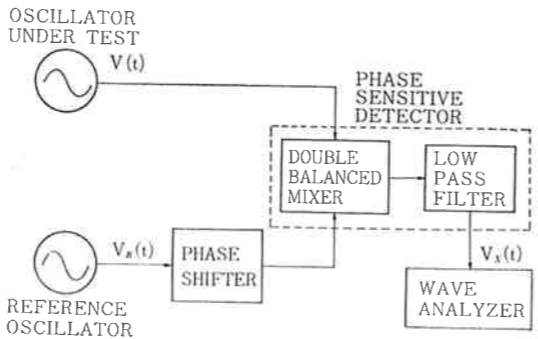 OSCILLATOR
UNDER TEST
V(t)
PHASE
SENSITIVE
DETECTOR
DOUBLE
BALANCED
MIXER
LOW
PASS
FILTER
V_R(t)
PHASE
SHIFTER
V_X(t)
WAVE
ANALYZER
REFERENCE
OSCILLATOR